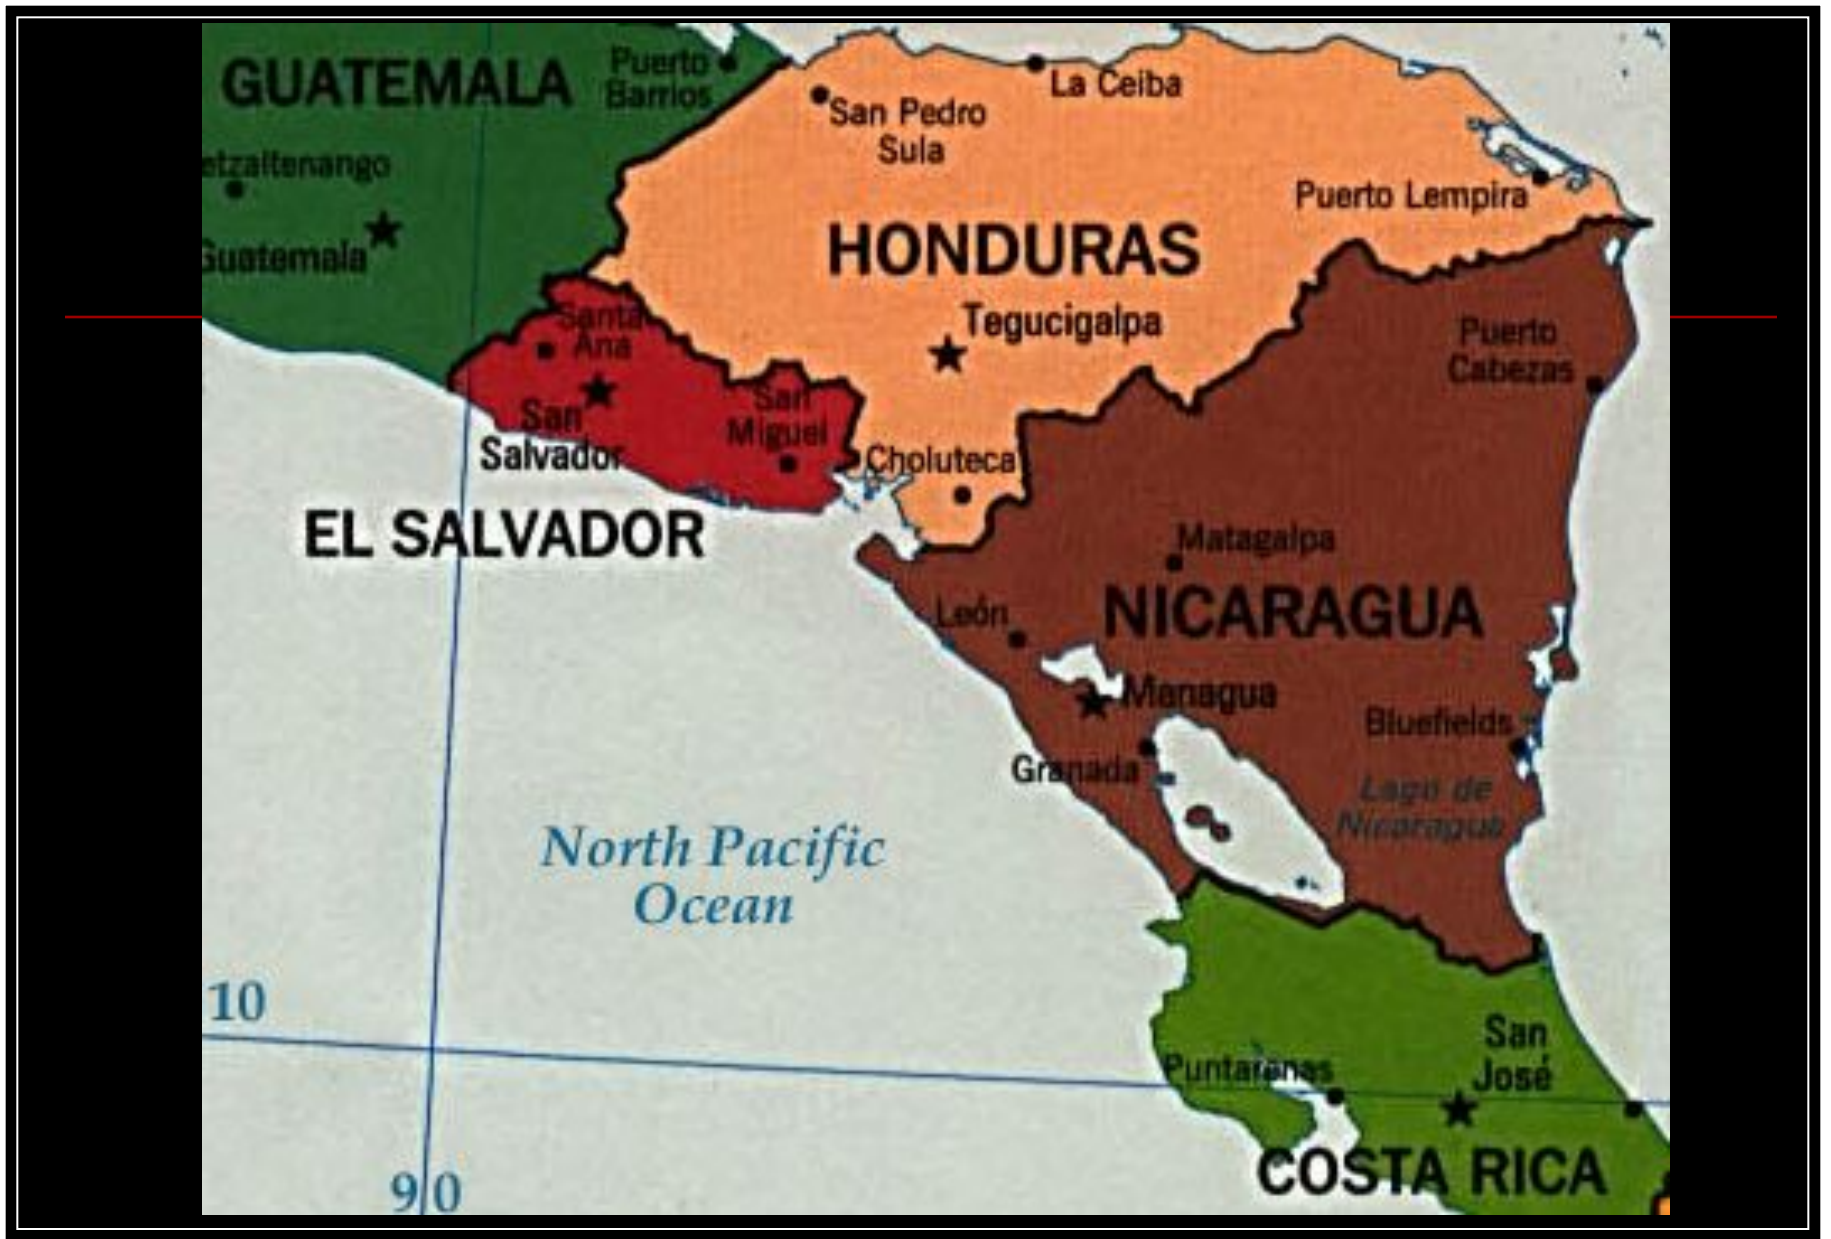 GUATEMALA
Puerto
Barrios
La Ceiba
San Pedro
Sula
etzaltenango
Puerto Lempira
Guatemala
HONDURAS
Tegucigalpa
Santa
Ana
Puerto
Cabezas
San
Miguel
San
Salvador
Choluteca
EL SALVADOR
Matagalpa
León
NICARAGUA
Menagua
Bluefields
Granada
Lago de
Nicaragua
North Pacific
Ocean
10
San
José
Puntarenas
COSTA RICA
90